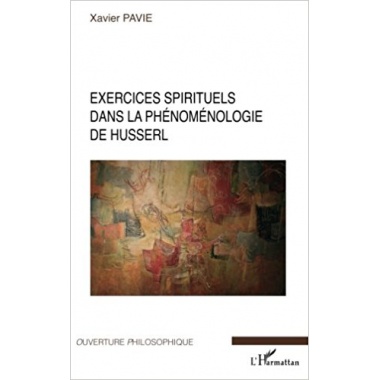 Xavier PAVIE
EXERCICES SPIRITUELS
DANS LA PHÉNOMÉNOLOGIE
DE HUSSERL
OUVERTURE PHILOSOPHIQUE
L'Harmattan